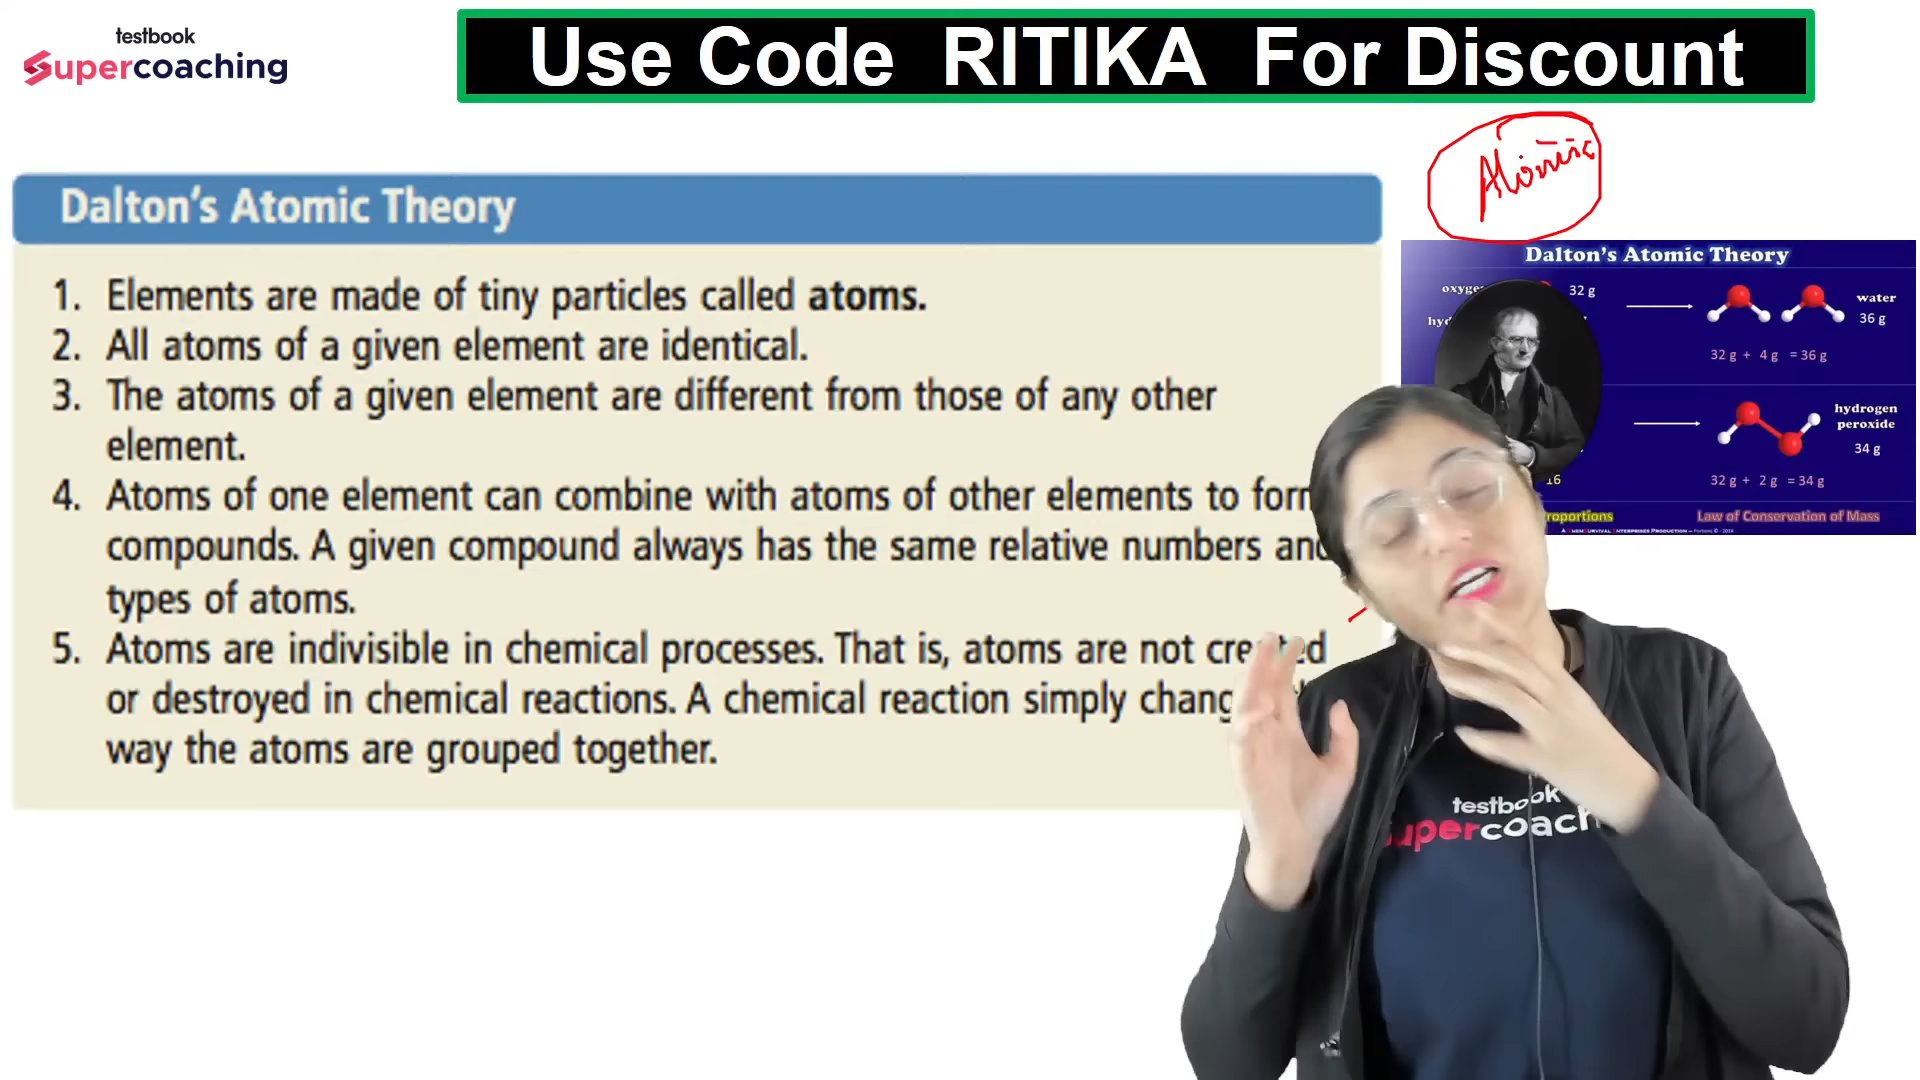 testbook
Supercoaching
Use Code RITIKA For Discount
Atomic
Dalton's Atomic Theory
1. Elements are made of tiny particles called atoms.
2. All atoms of a given element are identical.
3. The atoms of a given element are different from those of any other
element.
4. Atoms of one element can combine with atoms of other elements to form
compounds. A given compound always has the same relative numbers and
types of atoms.
5. Atoms are indivisible in chemical processes. That is, atoms are not created
or destroyed in chemical reactions. A chemical reaction simply
way the atoms are grouped together.
Dalton's Atomic Theory
32 g
water
36 g
32 g + 4 g = 36 g
hydrogen
peroxide
34 g
16
32 g + 2 g = 34 g
Law of Conservation of Mass
testbook